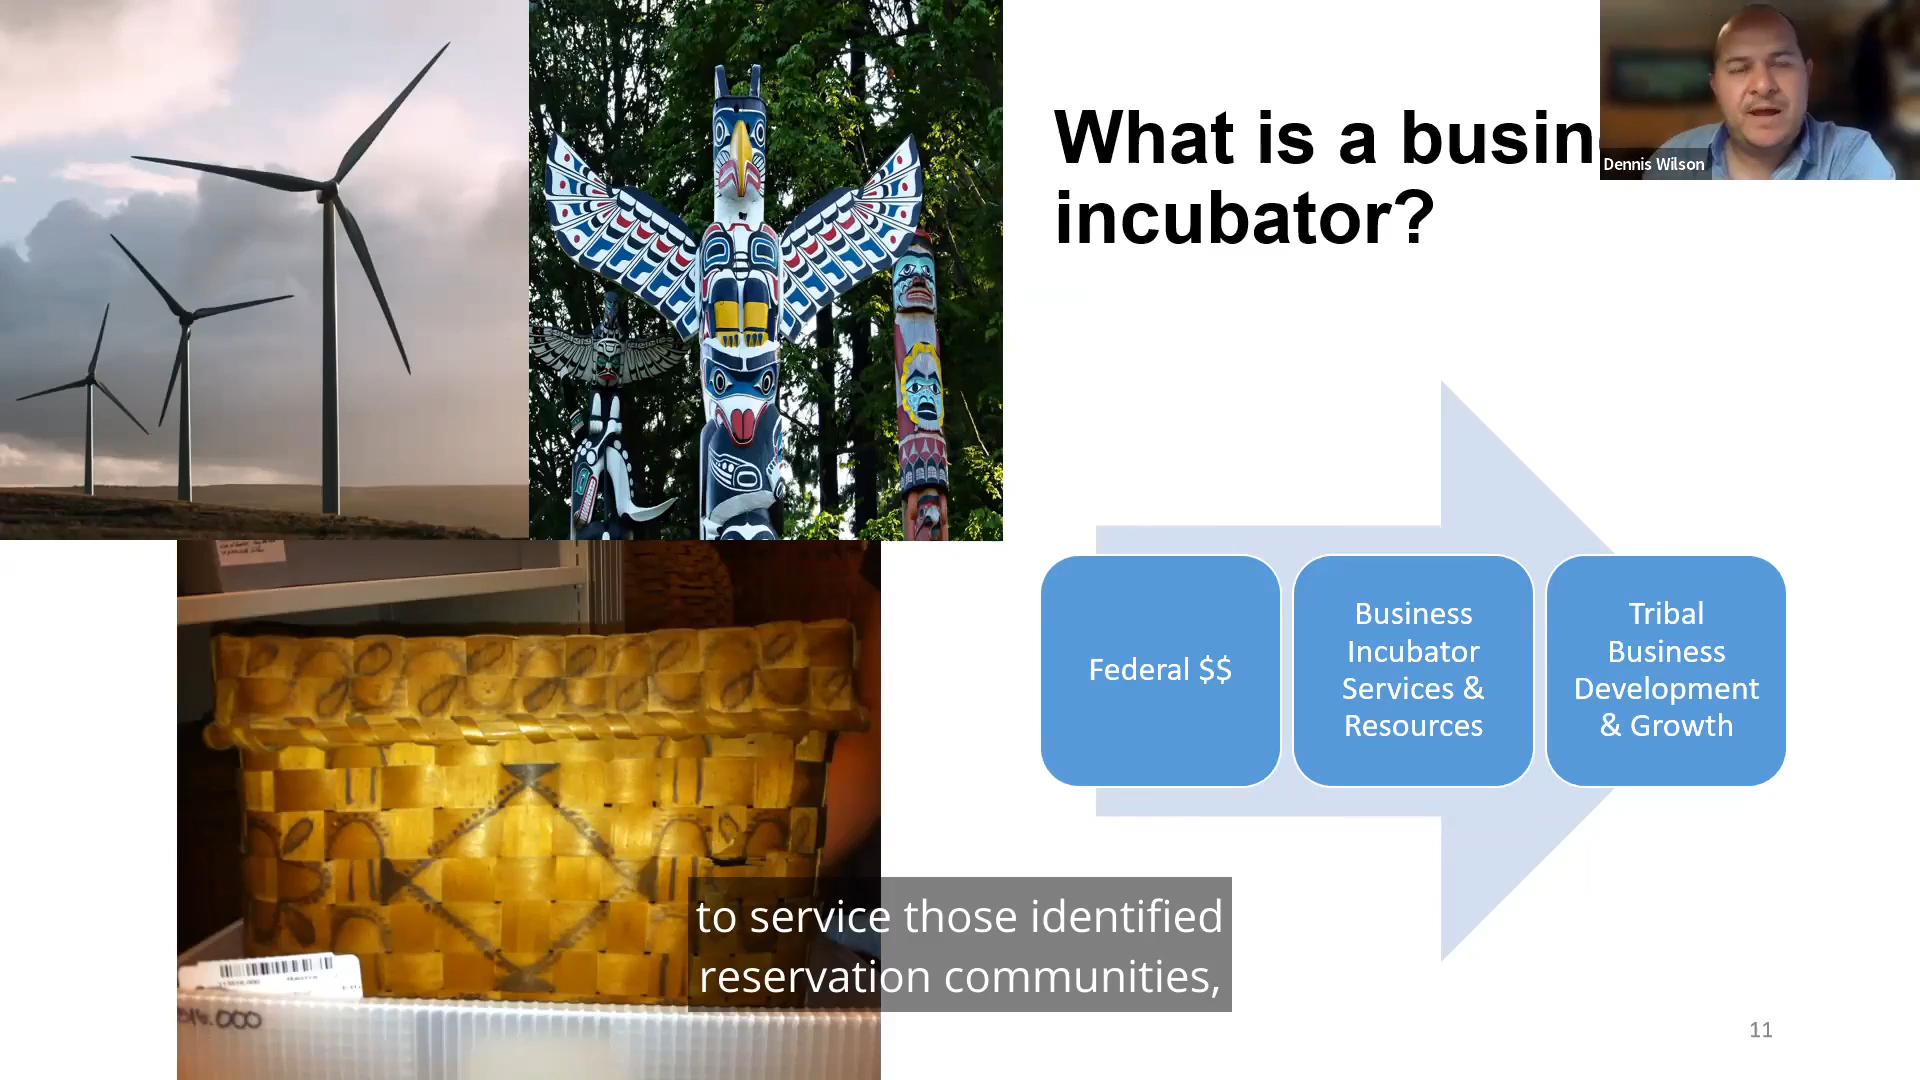 What is a busin
incubator?
Dennis Wilson
Federal $$
Business
Incubator
Services &
Resources
Tribal
Business
Development
& Growth
to service those identified
reservation communities,
.000
11